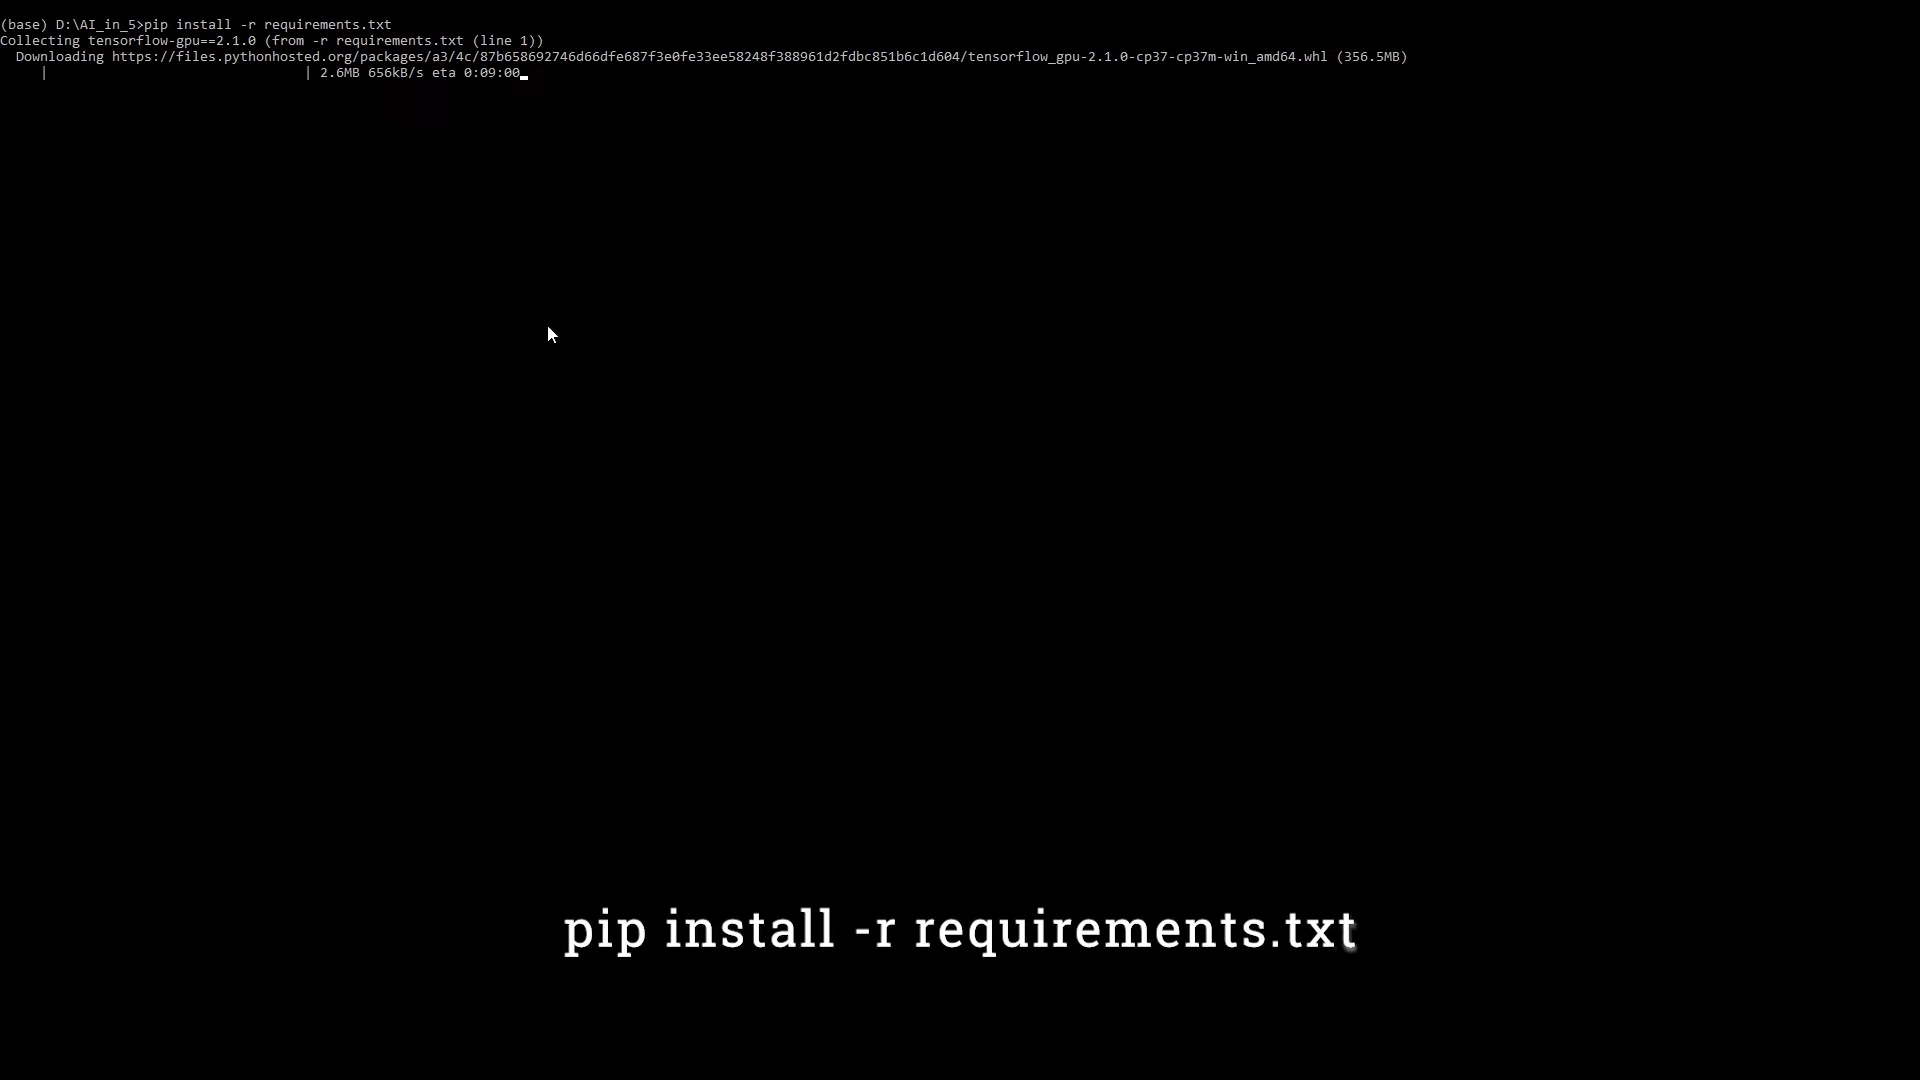 (base) D:\AI_in_5>pip install -r requirements.txt
Collecting tensorflow-gpu==2.1.0 (from -r requirements.txt (line 1))
  Downloading https://files.pythonhosted.org/packages/a3/4c/87b658692746d66dfe687f3e0fe33ee58248f388961d2fdbc851b6c1d604/tensorflow_gpu-2.1.0-cp37-cp37m-win_amd64.whl (356.5MB)
     |                                | 2.6MB 656kB/s eta 0:09:00
pip install -r requirements.txt